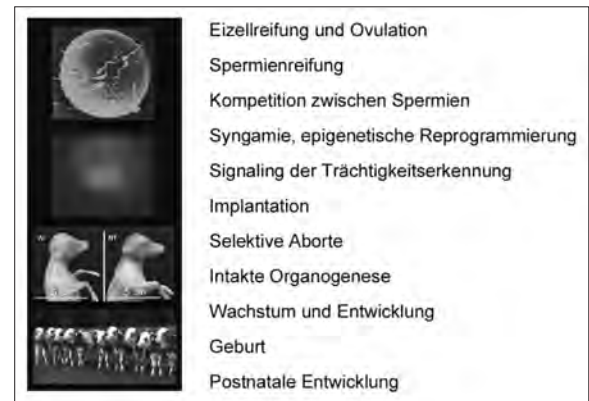 Eizellreifung und Ovulation
Spermienreifung
Kompetition zwischen Spermien
Syngamie, epigenetische Reprogrammierung
Signaling der Trächtigkeitserkennung
Implantation
Selektive Aborte
Intakte Organogenese
Wachstum und Entwicklung
Geburt
Postnatale Entwicklung